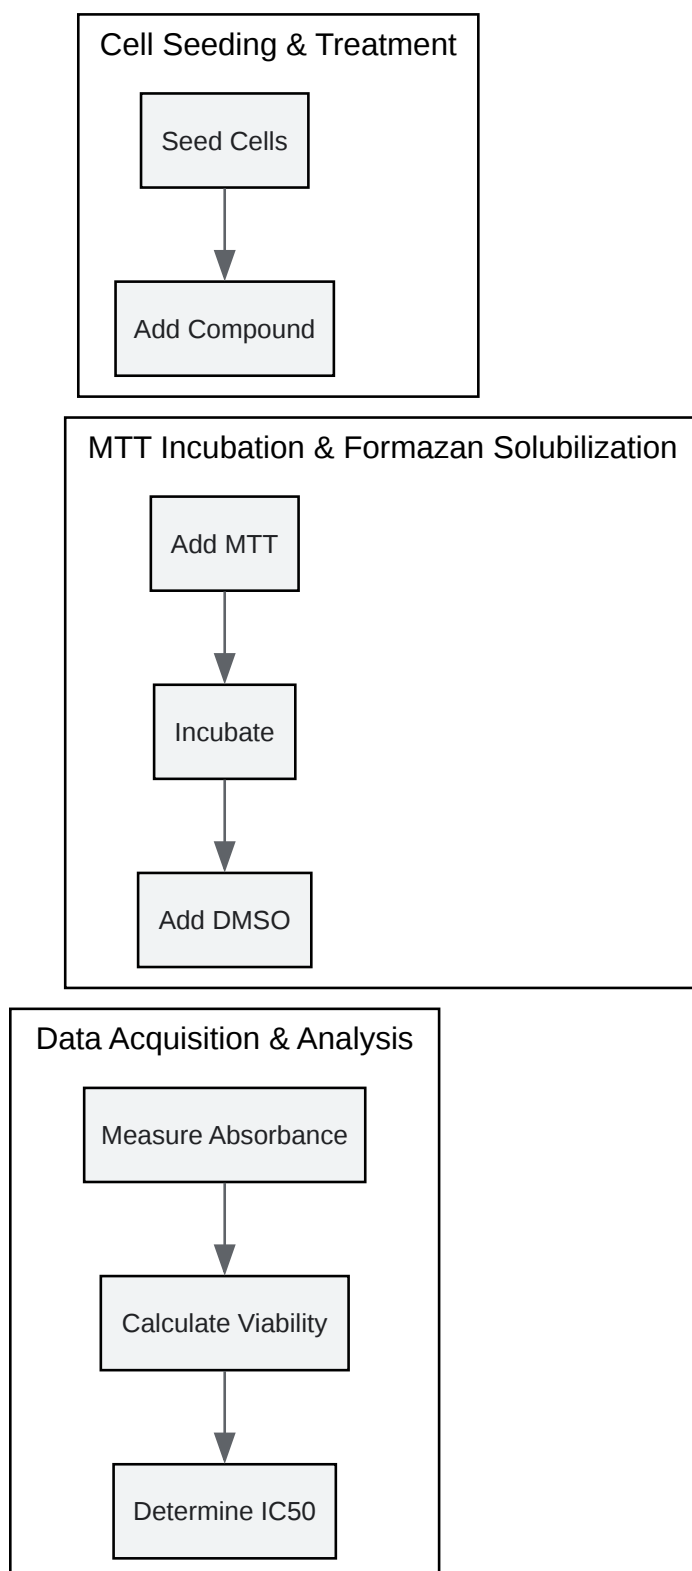 Cell Seeding & Treatment
Seed Cells
Add Compound
MTT Incubation & Formazan Solubilization
Add MTT
Incubate
Add DMSO
Data Acquisition & Analysis
Measure Absorbance
Calculate Viability
Determine IC50